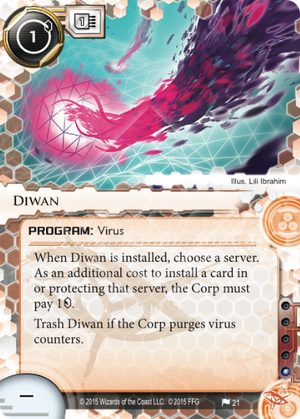 1
1
Illus. Lili Ibrahim
DIWAN
PROGRAM: Virus
When Diwan is installed, choose a server.
As an additional cost to install a card in
or protecting that server, the Corp must
pay 1.
Trash Diwan if the Corp purges virus
counters.
–
© 2015 Wizards of the Coast LLC. © 2015 FFG
21